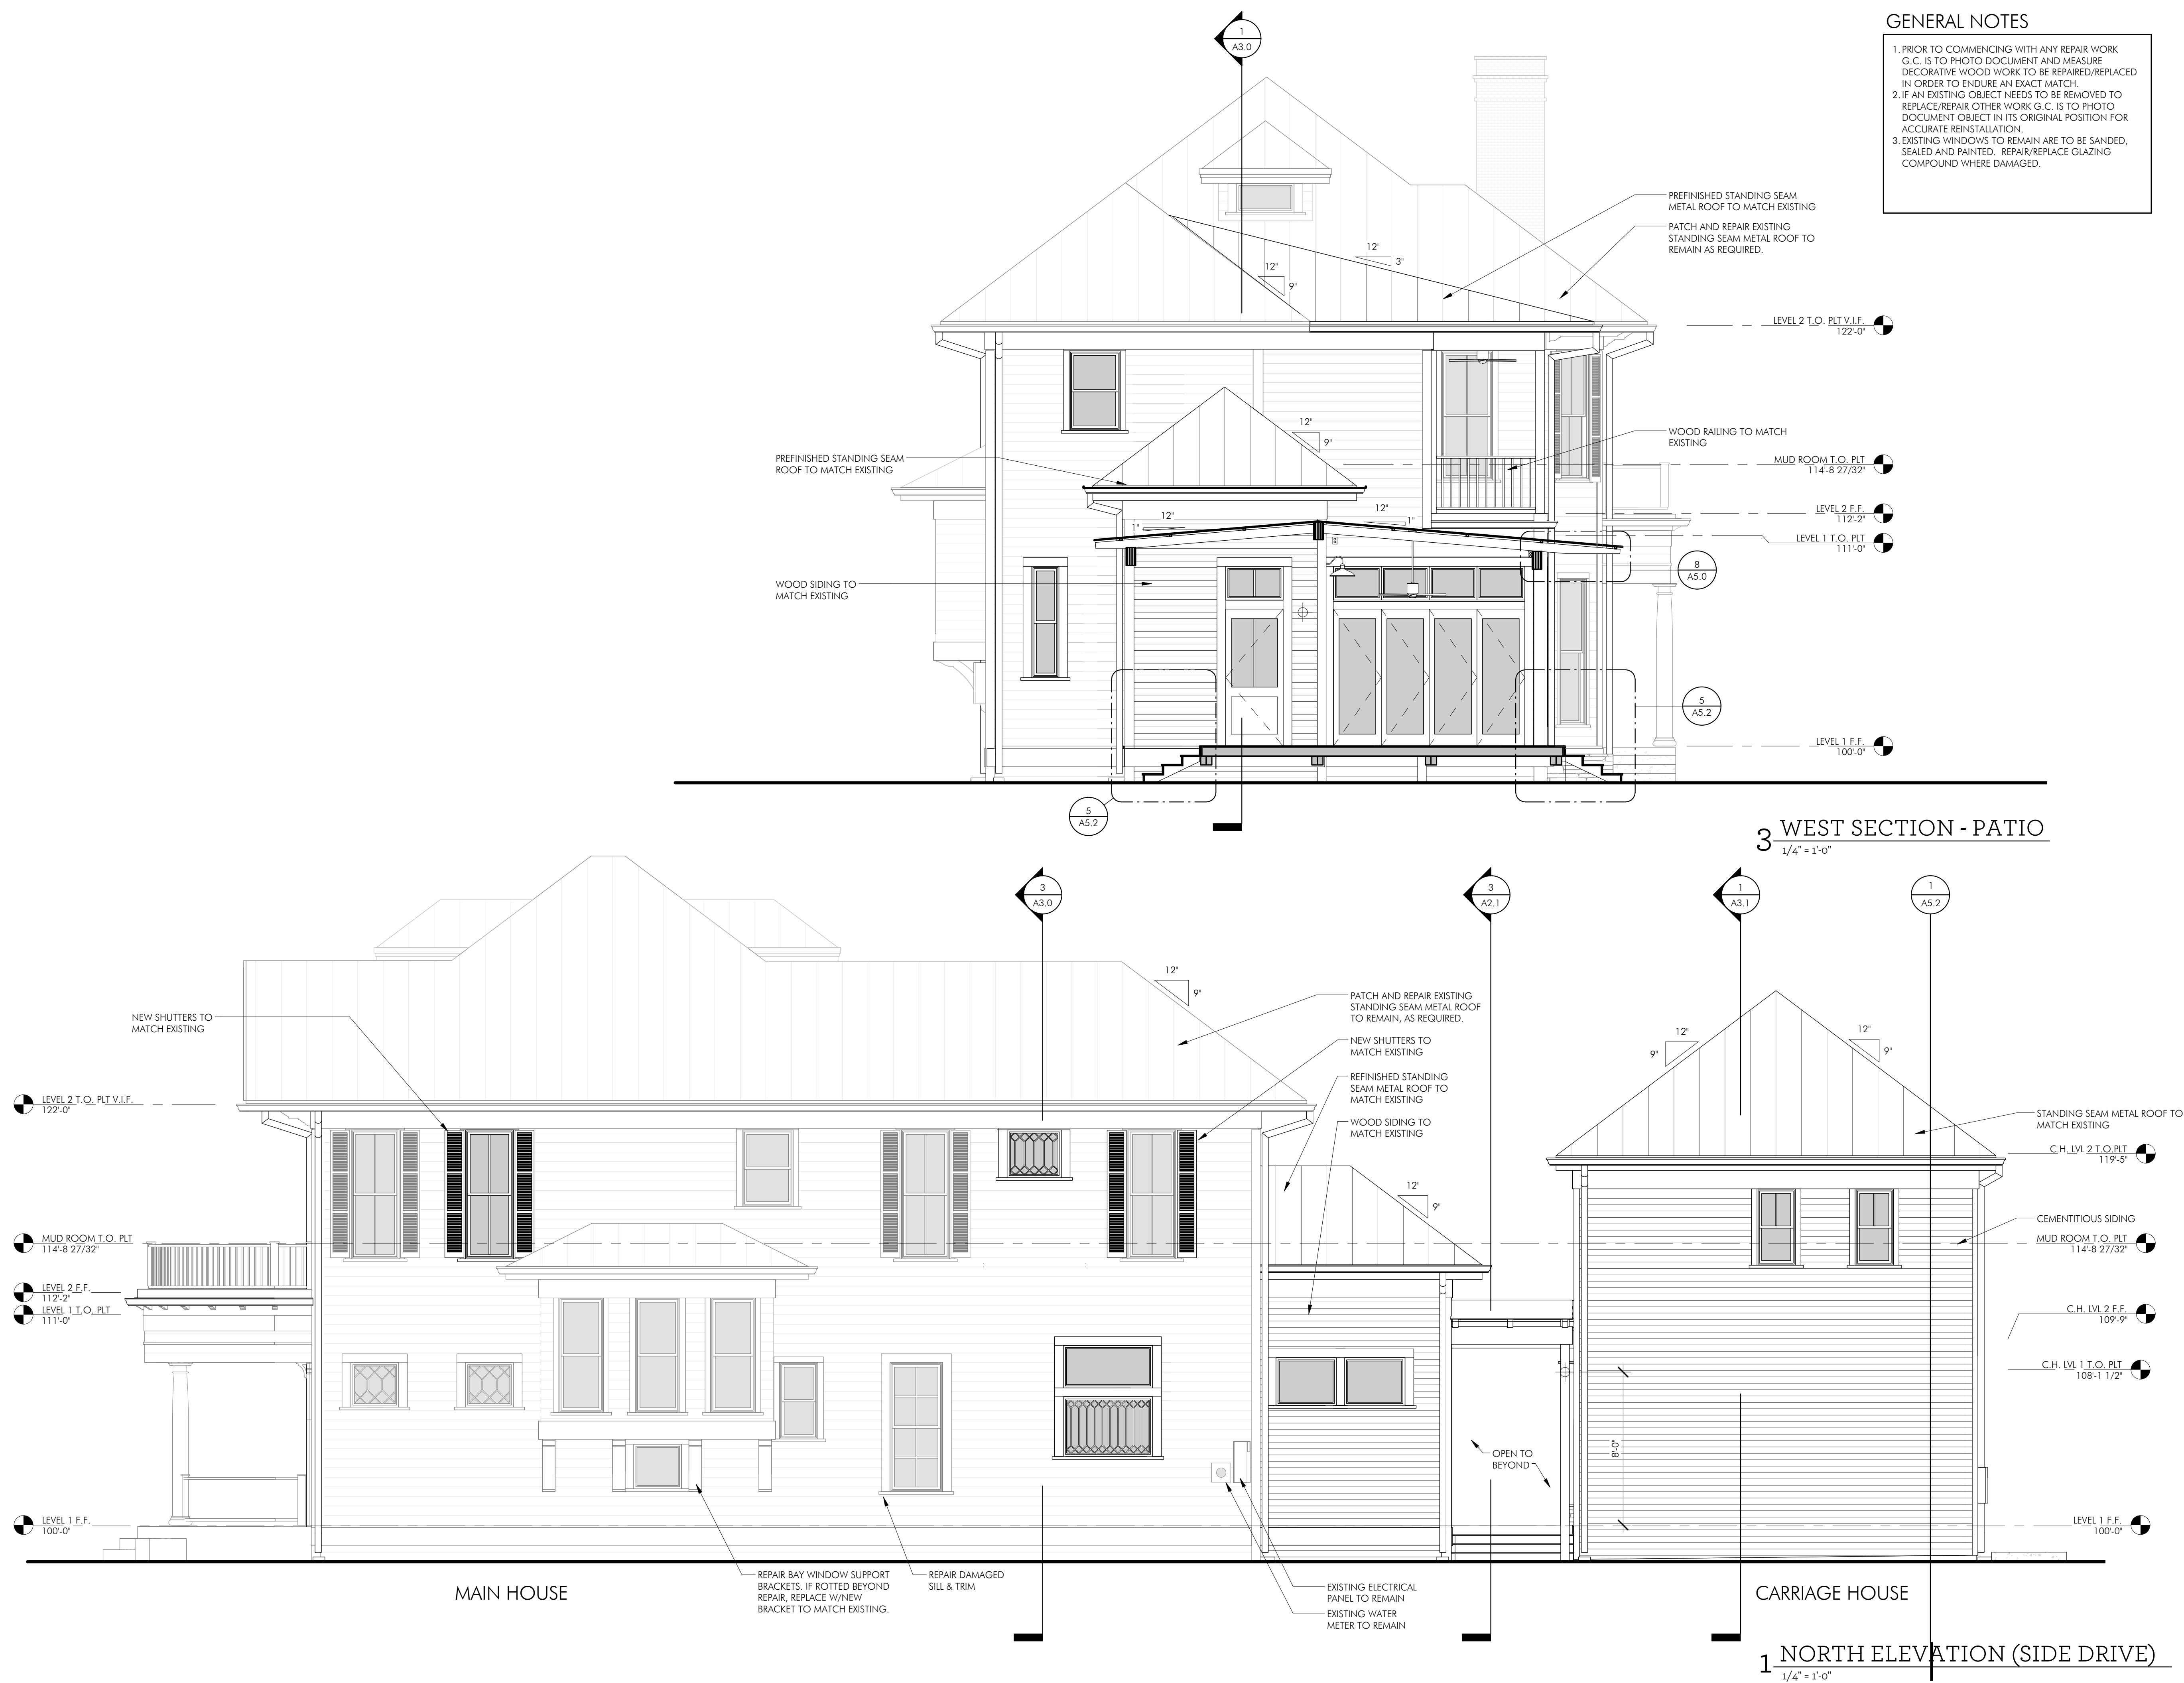 GENERAL NOTES
1. PRIOR TO COMMENCING WITH ANY REPAIR WORK
G.C. IS TO PHOTO DOCUMENT AND MEASURE
DECORATIVE WOOD WORK TO BE REPAIRED/REPLACED
IN ORDER TO ENDURE AN EXACT MATCH.
2. IF AN EXISTING OBJECT NEEDS TO BE REMOVED TO
REPLACE/REPAIR OTHER WORK G.C. IS TO PHOTO
DOCUMENT OBJECT IN ITS ORIGINAL POSITION FOR
ACCURATE REINSTALLATION.
3. EXISTING WINDOWS TO REMAIN ARE TO BE SANDED,
SEALED AND PAINTED. REPAIR/REPLACE GLAZING
COMPOUND WHERE DAMAGED.
1
A3.0
PREFINISHED STANDING SEAM
METAL ROOF TO MATCH EXISTING
PATCH AND REPAIR EXISTING
STANDING SEAM METAL ROOF TO
REMAIN AS REQUIRED.
12"
3"
12"
9"
LEVEL 2 T.O. PLT V.I.F.
122'-0"
12"
9"
WOOD RAILING TO MATCH
EXISTING
PREFINISHED STANDING SEAM
ROOF TO MATCH EXISTING
MUD ROOM T.O. PLT
114'-8 27/32"
LEVEL 2 F.F.
112'-2"
12"
1"
12"
1"
LEVEL 1 T.O. PLT
111'-0"
8
A5.0
WOOD SIDING TO
MATCH EXISTING
5
A5.2
LEVEL 1 F.F.
100'-0"
5
A5.2
3 WEST SECTION - PATIO
1/4" = 1'-0"
3
A3.0
3
A2.1
1
A3.1
1
A5.2
12"
9"
PATCH AND REPAIR EXISTING
STANDING SEAM METAL ROOF
TO REMAIN, AS REQUIRED.
NEW SHUTTERS TO
MATCH EXISTING
NEW SHUTTERS TO
MATCH EXISTING
12"
9"
12"
9"
REFINISHED STANDING
SEAM METAL ROOF TO
MATCH EXISTING
LEVEL 2 T.O. PLT V.I.F.
122'-0"
WOOD SIDING TO
MATCH EXISTING
STANDING SEAM METAL ROOF TO
MATCH EXISTING
C.H. LVL 2 T.O.PLT
119'-5"
12"
9"
CEMENTITIOUS SIDING
MUD ROOM T.O. PLT
114'-8 27/32"
MUD ROOM T.O. PLT
114'-8 27/32"
LEVEL 2 F.F.
112'-2"
LEVEL 1 T.O. PLT
111'-0"
C.H. LVL 2 F.F.
109'-9"
C.H. LVL 1 T.O. PLT
108'-1 1/2"
8'-0"
OPEN TO
BEYOND
LEVEL 1 F.F.
100'-0"
LEVEL 1 F.F.
100'-0"
MAIN HOUSE
REPAIR BAY WINDOW SUPPORT
BRACKETS. IF ROTTED BEYOND
REPAIR, REPLACE W/NEW
BRACKET TO MATCH EXISTING.
REPAIR DAMAGED
SILL & TRIM
EXISTING ELECTRICAL
PANEL TO REMAIN
EXISTING WATER
METER TO REMAIN
CARRIAGE HOUSE
1 NORTH ELEVATION (SIDE DRIVE)
1/4" = 1'-0"